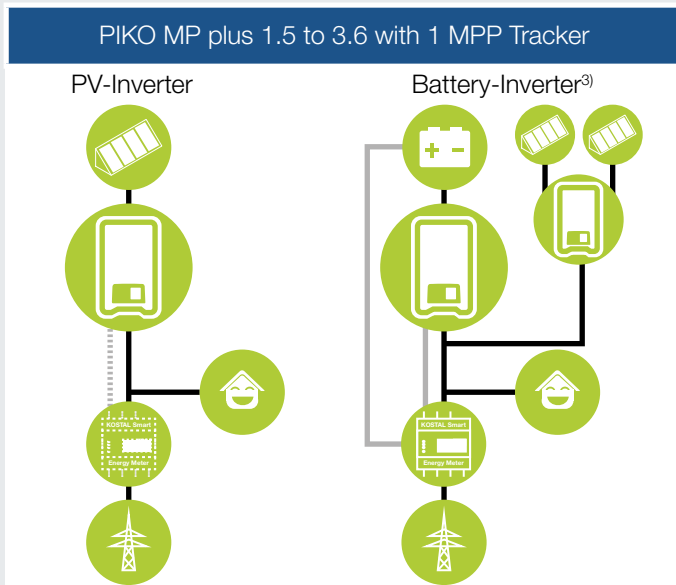 PIKO MP plus 1.5 to 3.6 with 1 MPP Tracker
PV-Inverter
Battery-Inverter³⁾
+ -
KOSTAL Smart
Energy Meter
KOSTAL Smart
Energy Meter